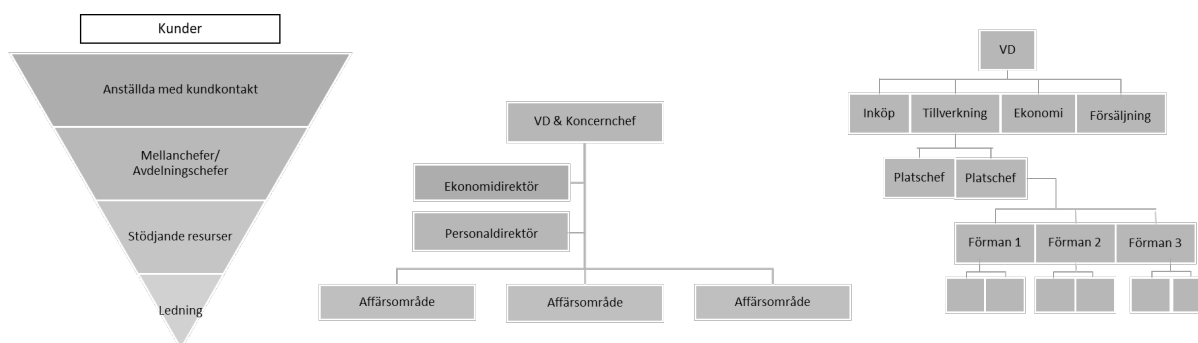 Kunder
Anställda med kundkontakt
Mellanchefer/
Avdelningschefer
Stödjande resurser
Ledning
VD & Koncernchef
Ekonomidirektör
Personaldirektör
Affärsområde
Affärsområde
Affärsområde
VD
Inköp
Tillverkning
Ekonomi
Försäljning
Platschef
Platschef
Förman 1
Förman 2
Förman 3